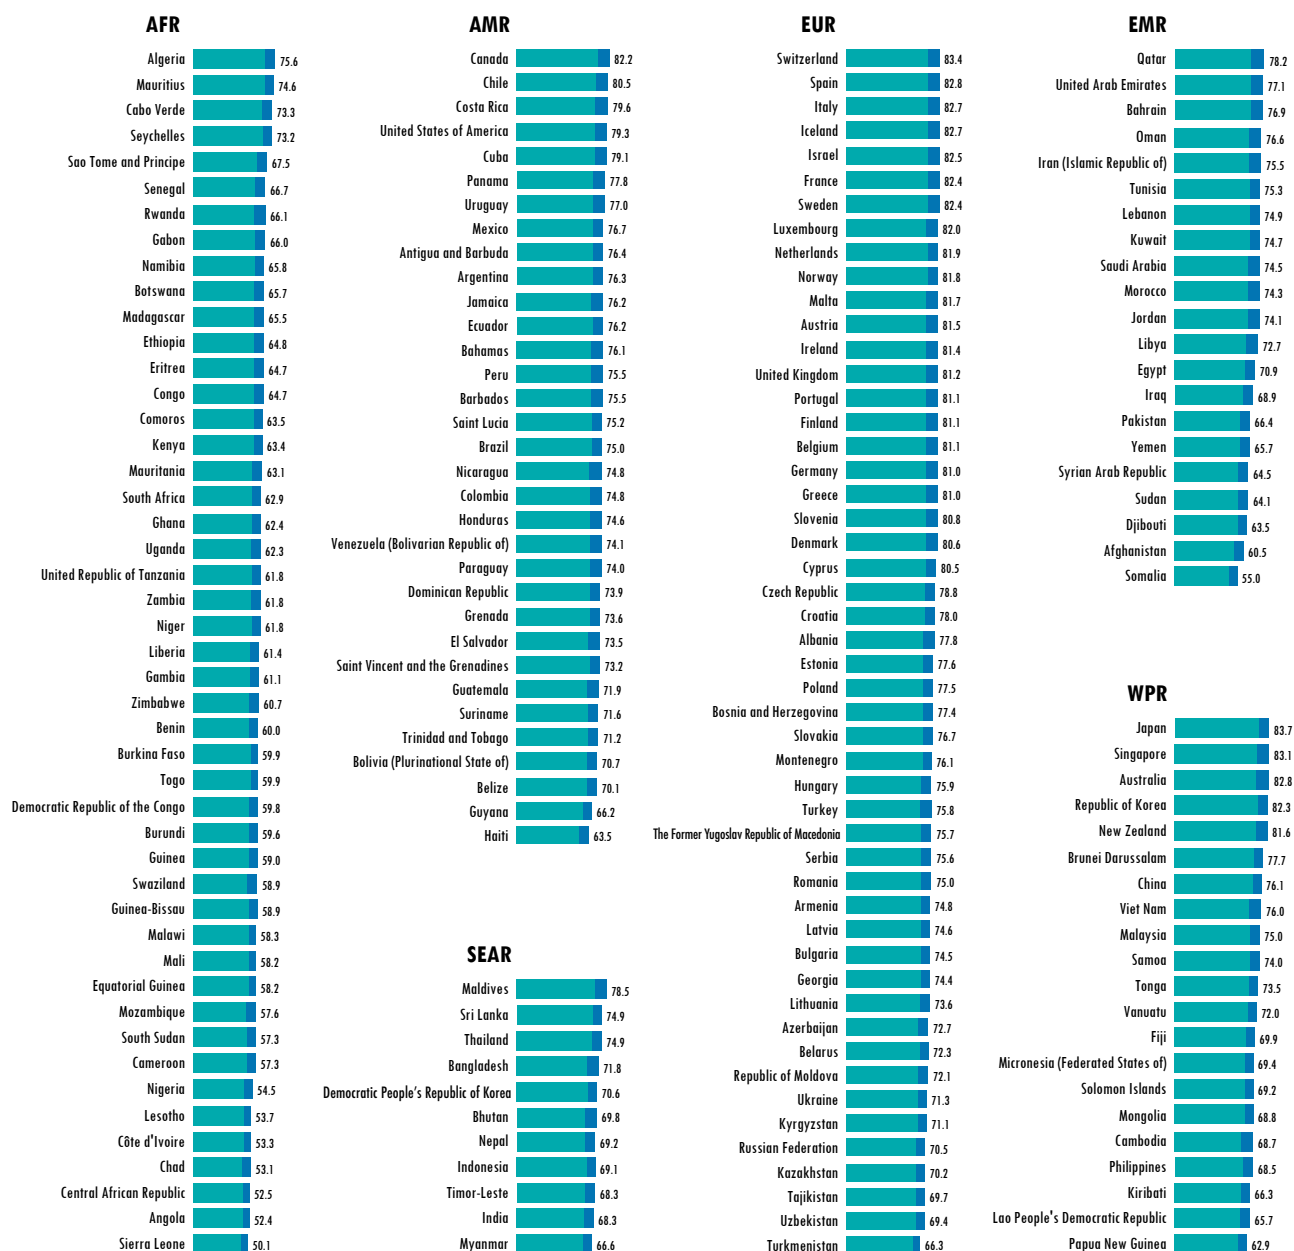 AFR
Algeria 75.6
Mauritius 74.6
Cabo Verde 73.3
Seychelles 73.2
Sao Tome and Principe 67.5
Senegal 66.7
Rwanda 66.1
Gabon 66.0
Namibia 65.8
Botswana 65.7
Madagascar 65.5
Ethiopia 64.8
Eritrea 64.7
Congo 64.7
Comoros 63.5
Kenya 63.4
Mauritania 63.1
South Africa 62.9
Ghana 62.4
Uganda 62.3
United Republic of Tanzania 61.8
Zambia 61.8
Niger 61.8
Liberia 61.4
Gambia 61.1
Zimbabwe 60.7
Benin 60.0
Burkina Faso 59.9
Togo 59.9
Democratic Republic of the Congo 59.8
Burundi 59.6
Guinea 59.0
Swaziland 58.9
Guinea-Bissau 58.9
Malawi 58.3
Mali 58.2
Equatorial Guinea 58.2
Mozambique 57.6
South Sudan 57.3
Cameroon 57.3
Nigeria 54.5
Lesotho 53.7
Côte d'Ivoire 53.3
Chad 53.1
Central African Republic 52.5
Angola 52.4
Sierra Leone 50.1
AMR
Canada 82.2
Chile 80.5
Costa Rica 79.6
United States of America 79.3
Cuba 79.1
Panama 77.8
Uruguay 77.0
Mexico 76.7
Antigua and Barbuda 76.4
Argentina 76.3
Jamaica 76.2
Ecuador 76.2
Bahamas 76.1
Peru 75.5
Barbados 75.5
Saint Lucia 75.2
Brazil 75.0
Nicaragua 74.8
Colombia 74.8
Honduras 74.6
Venezuela (Bolivarian Republic of) 74.1
Paraguay 74.0
Dominican Republic 73.9
Grenada 73.6
El Salvador 73.5
Saint Vincent and the Grenadines 73.2
Guatemala 71.9
Suriname 71.6
Trinidad and Tobago 71.2
Bolivia (Plurinational State of) 70.7
Belize 70.1
Guyana 66.2
Haiti 63.5
SEAR
Maldives 78.5
Sri Lanka 74.9
Thailand 74.9
Bangladesh 71.8
Democratic People's Republic of Korea 70.6
Bhutan 69.8
Nepal 69.2
Indonesia 69.1
Timor-Leste 68.3
India 68.3
Myanmar 66.6
EUR
Switzerland 83.4
Spain 82.8
Italy 82.7
Iceland 82.7
Israel 82.5
France 82.4
Sweden 82.4
Luxembourg 82.0
Netherlands 81.9
Norway 81.8
Malta 81.7
Austria 81.5
Ireland 81.4
United Kingdom 81.2
Portugal 81.1
Finland 81.1
Belgium 81.1
Germany 81.0
Greece 81.0
Slovenia 80.8
Denmark 80.6
Cyprus 80.5
Czech Republic 78.8
Croatia 78.0
Albania 77.8
Estonia 77.6
Poland 77.5
Bosnia and Herzegovina 77.4
Slovakia 76.7
Montenegro 76.1
Hungary 75.9
Turkey 75.8
The Former Yugoslav Republic of Macedonia 75.7
Serbia 75.6
Romania 75.0
Armenia 74.8
Latvia 74.6
Bulgaria 74.5
Georgia 74.4
Lithuania 73.6
Azerbaijan 72.7
Belarus 72.3
Republic of Moldova 72.1
Ukraine 71.3
Kyrgyzstan 71.1
Russian Federation 70.5
Kazakhstan 70.2
Tajikistan 69.7
Uzbekistan 69.4
Turkmenistan 66.3
EMR
Qatar 78.2
United Arab Emirates 77.1
Bahrain 76.9
Oman 76.6
Iran (Islamic Republic of) 75.5
Tunisia 75.3
Lebanon 74.9
Kuwait 74.7
Saudi Arabia 74.5
Morocco 74.3
Jordan 74.1
Libya 72.7
Egypt 70.9
Iraq 68.9
Pakistan 66.4
Yemen 65.7
Syrian Arab Republic 64.5
Sudan 64.1
Djibouti 63.5
Afghanistan 60.5
Somalia 55.0
WPR
Japan 83.7
Singapore 83.1
Australia 82.8
Republic of Korea 82.3
New Zealand 81.6
Brunei Darussalam 77.7
China 76.1
Viet Nam 76.0
Malaysia 75.0
Samoa 74.0
Tonga 73.5
Vanuatu 72.0
Fiji 69.9
Micronesia (Federated States of) 69.4
Solomon Islands 69.2
Mongolia 68.8
Cambodia 68.7
Philippines 68.5
Kiribati 66.3
Lao People's Democratic Republic 65.7
Papua New Guinea 62.9